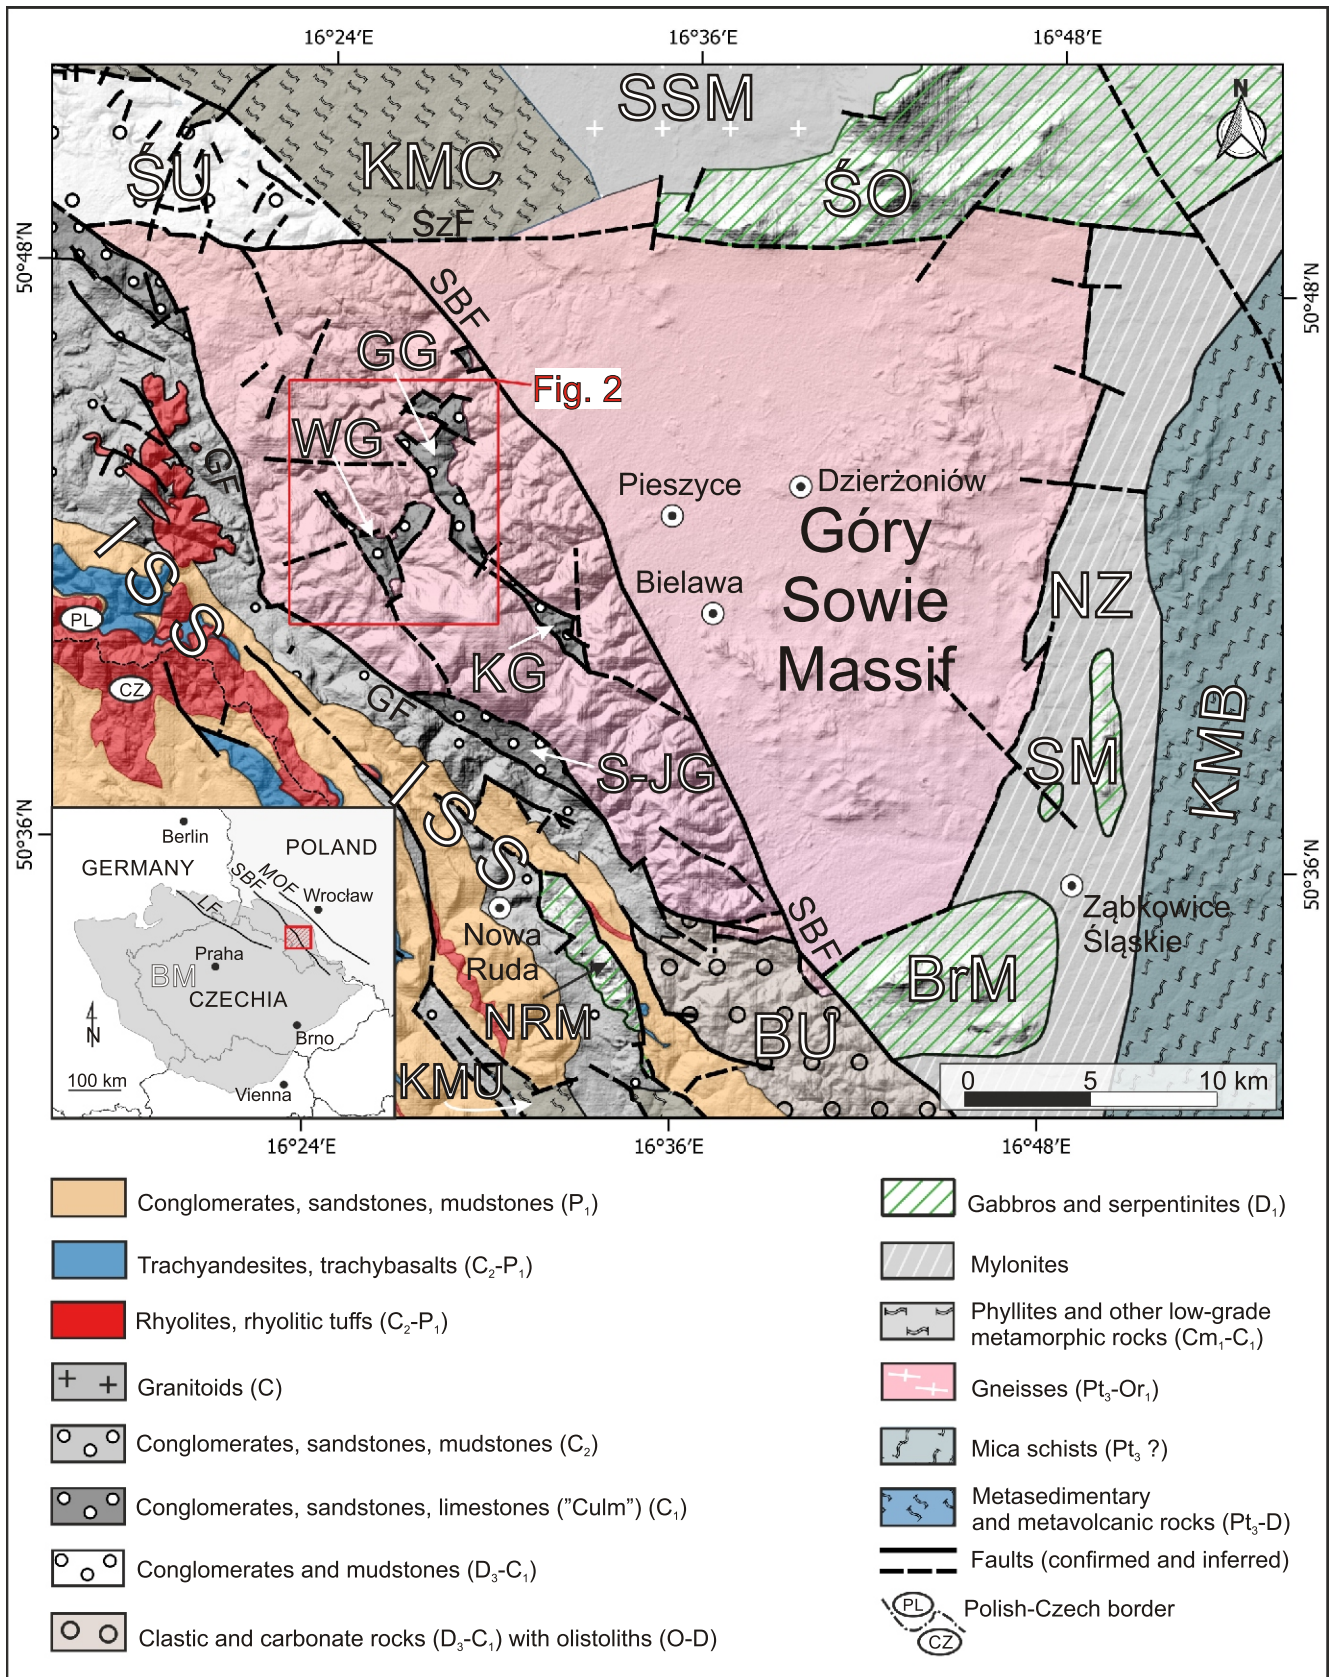 16°24′E
16°36′E
16°48′E
N
SSM
ŚU
KMC
ŚO
SzF
50°48′N
50°48′N
SBF
GG
Fig. 2
WG
GF
Pieszyce
Dzierżoniów
Góry
Sowie
Massif
Bielawa
NZ
ISS
PL
CZ
KG
GF
S-JG
SM
KMB
ISS
50°36′N
50°36′N
Berlin
POLAND
GERMANY
MOF
SBF
Wrocław
LF
Praha
BM
CZECHIA
N
Brno
100 km
Vienna
SBF
Ząbkowice
Śląskie
Nowa
Ruda
BrM
NRM
BU
KMU
0 5 10 km
16°24′E
16°36′E
16°48′E
Conglomerates, sandstones, mudstones (P₁)
Trachyandesites, trachybasalts (C₂-P₁)
Rhyolites, rhyolitic tuffs (C₂-P₁)
Granitoids (C)
Conglomerates, sandstones, mudstones (C₂)
Conglomerates, sandstones, limestones (”Culm”) (C₁)
Conglomerates and mudstones (D₃-C₁)
Clastic and carbonate rocks (D₃-C₁) with olistoliths (O-D)
Gabbros and serpentinites (D₁)
Mylonites
Phyllites and other low-grade
metamorphic rocks (Cm₁-C₁)
Gneisses (Pt₃-Or₁)
Mica schists (Pt₃ ?)
Metasedimentary
and metavolcanic rocks (Pt₃-D)
Faults (confirmed and inferred)
PL
CZ
Polish-Czech border